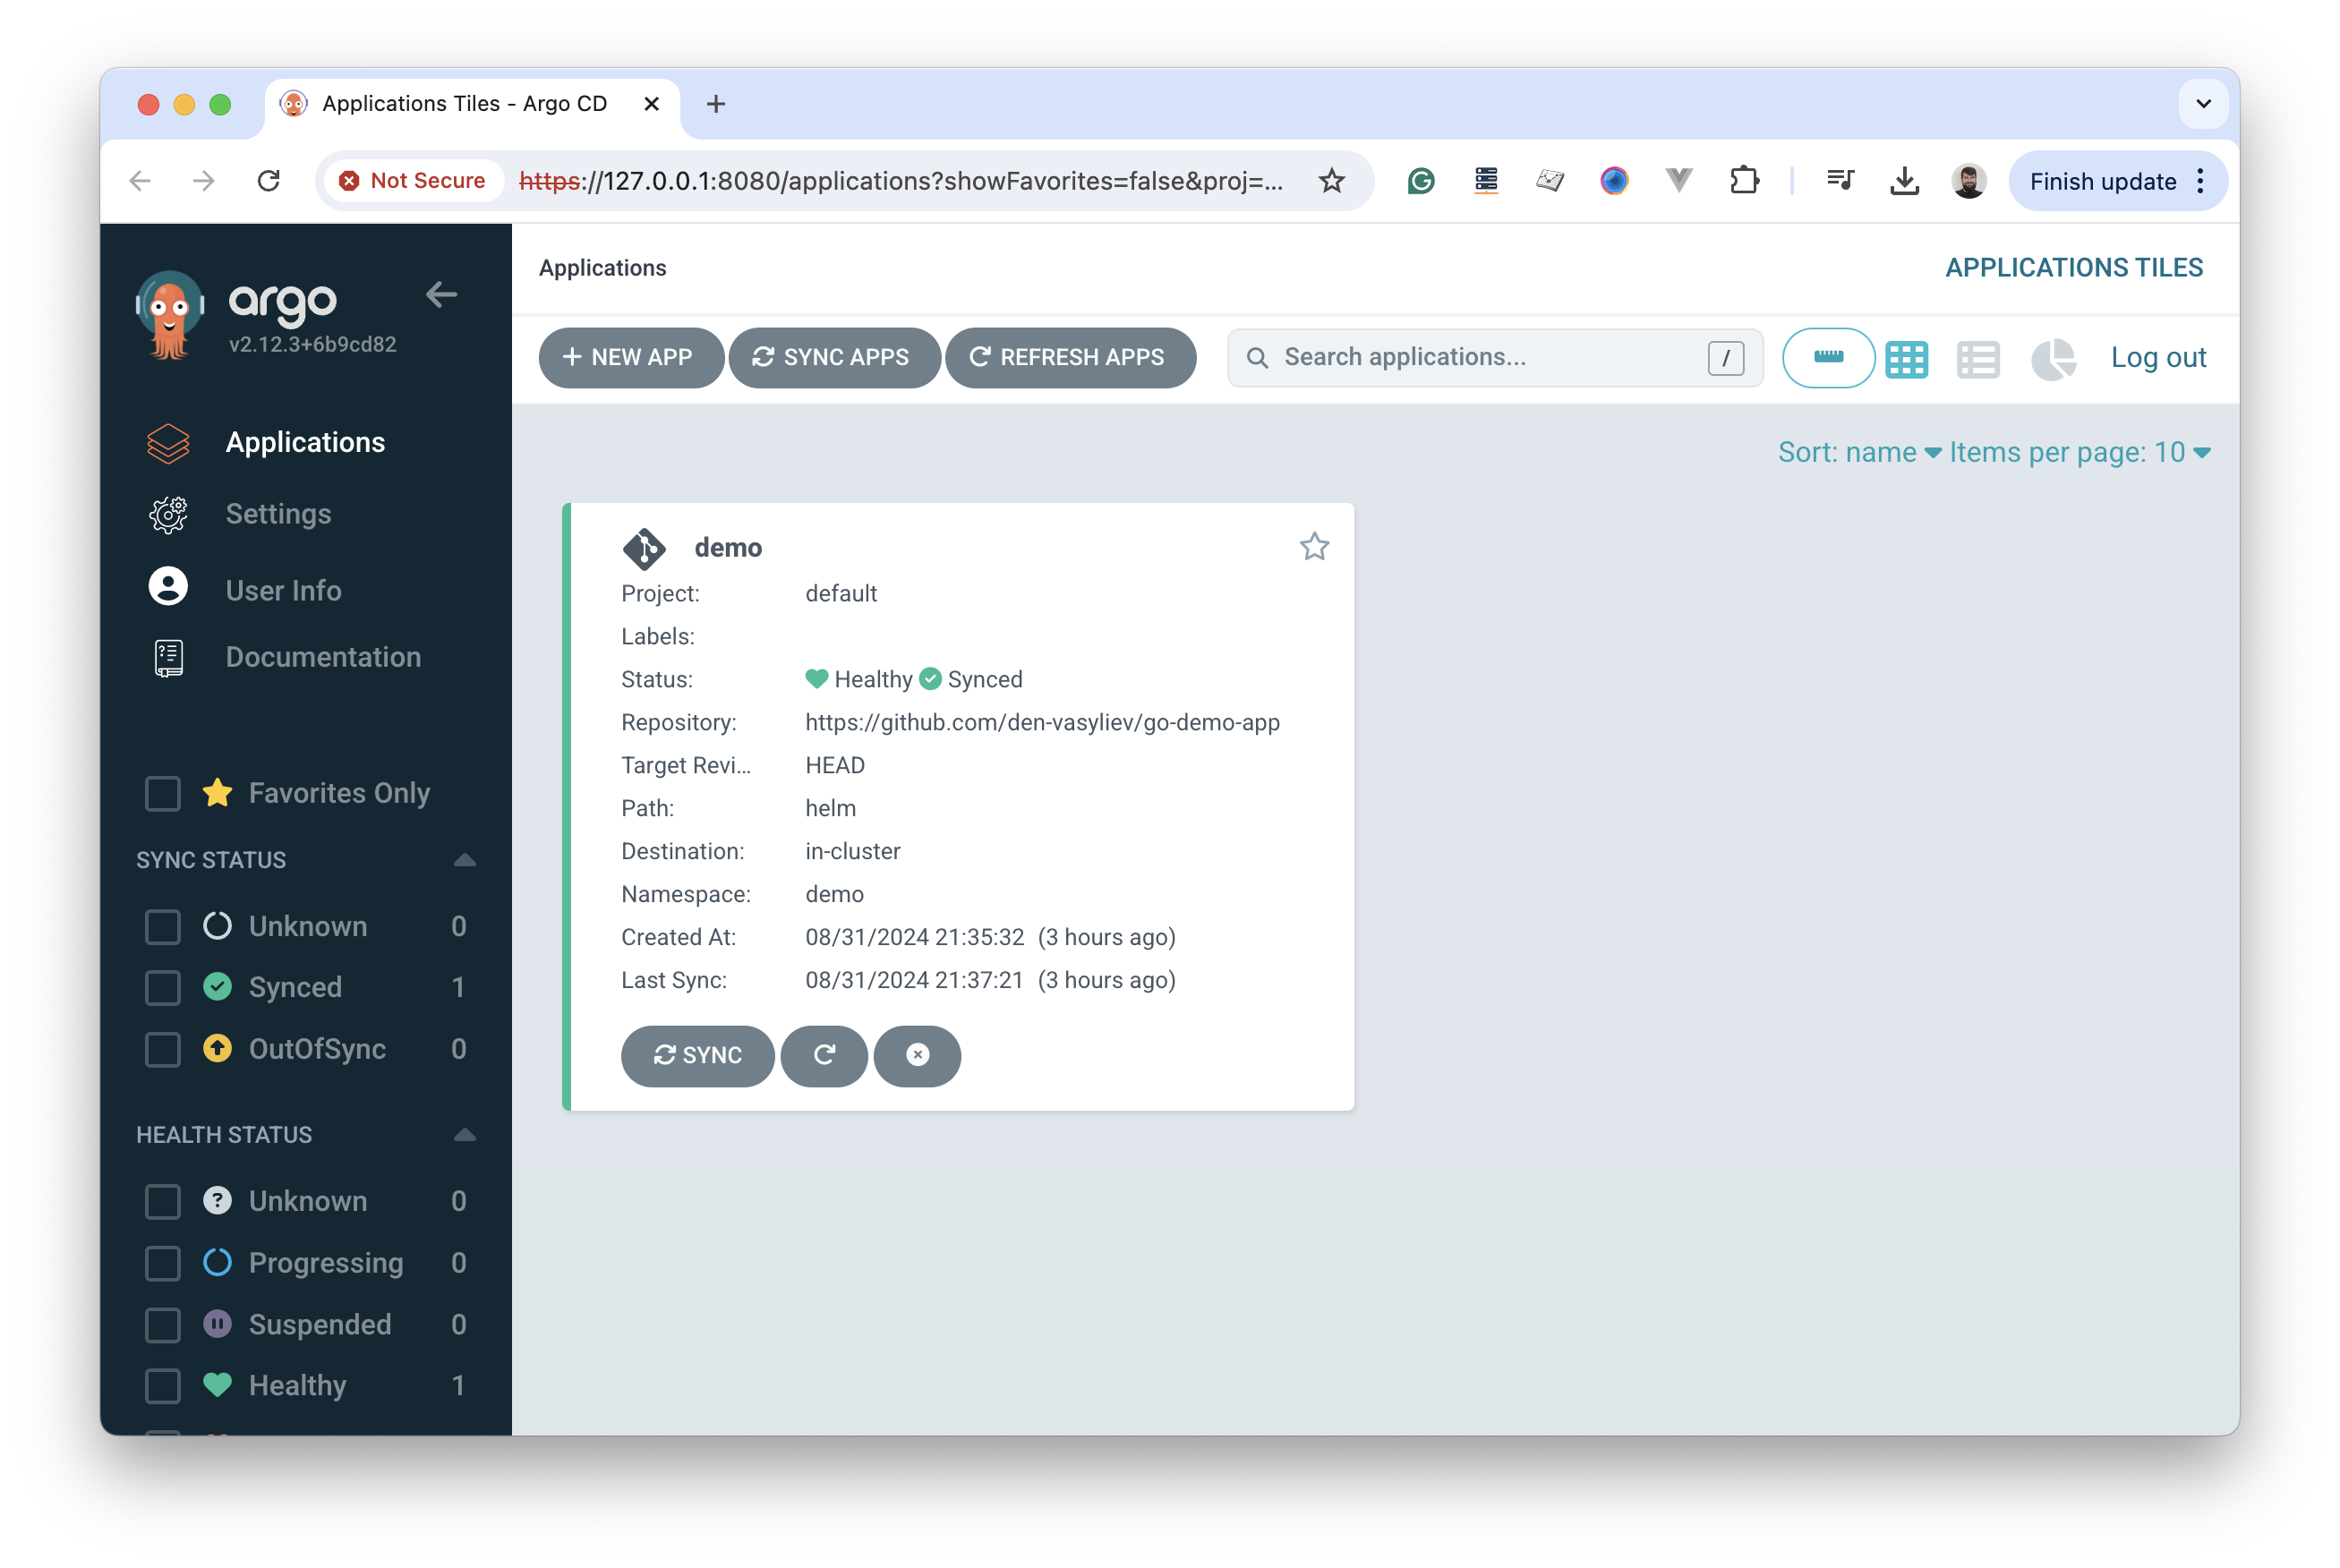 Applications Tiles - Argo CD
Not Secure https://127.0.0.1:8080/applications?showFavorites=false&proj=... Finish update
argo
v2.12.3+6b9cd82
Applications
Settings
User Info
Documentation
Favorites Only
SYNC STATUS
Unknown 0
Synced 1
OutOfSync 0
HEALTH STATUS
Unknown 0
Progressing 0
Suspended 0
Healthy 1
Applications APPLICATIONS TILES
+ NEW APP SYNC APPS REFRESH APPS Search applications... / Log out
Sort: name Items per page: 10
demo
Project: default
Labels:
Status: Healthy Synced
Repository: https://github.com/den-vasyliev/go-demo-app
Target Revi... HEAD
Path: helm
Destination: in-cluster
Namespace: demo
Created At: 08/31/2024 21:35:32 (3 hours ago)
Last Sync: 08/31/2024 21:37:21 (3 hours ago)
SYNC